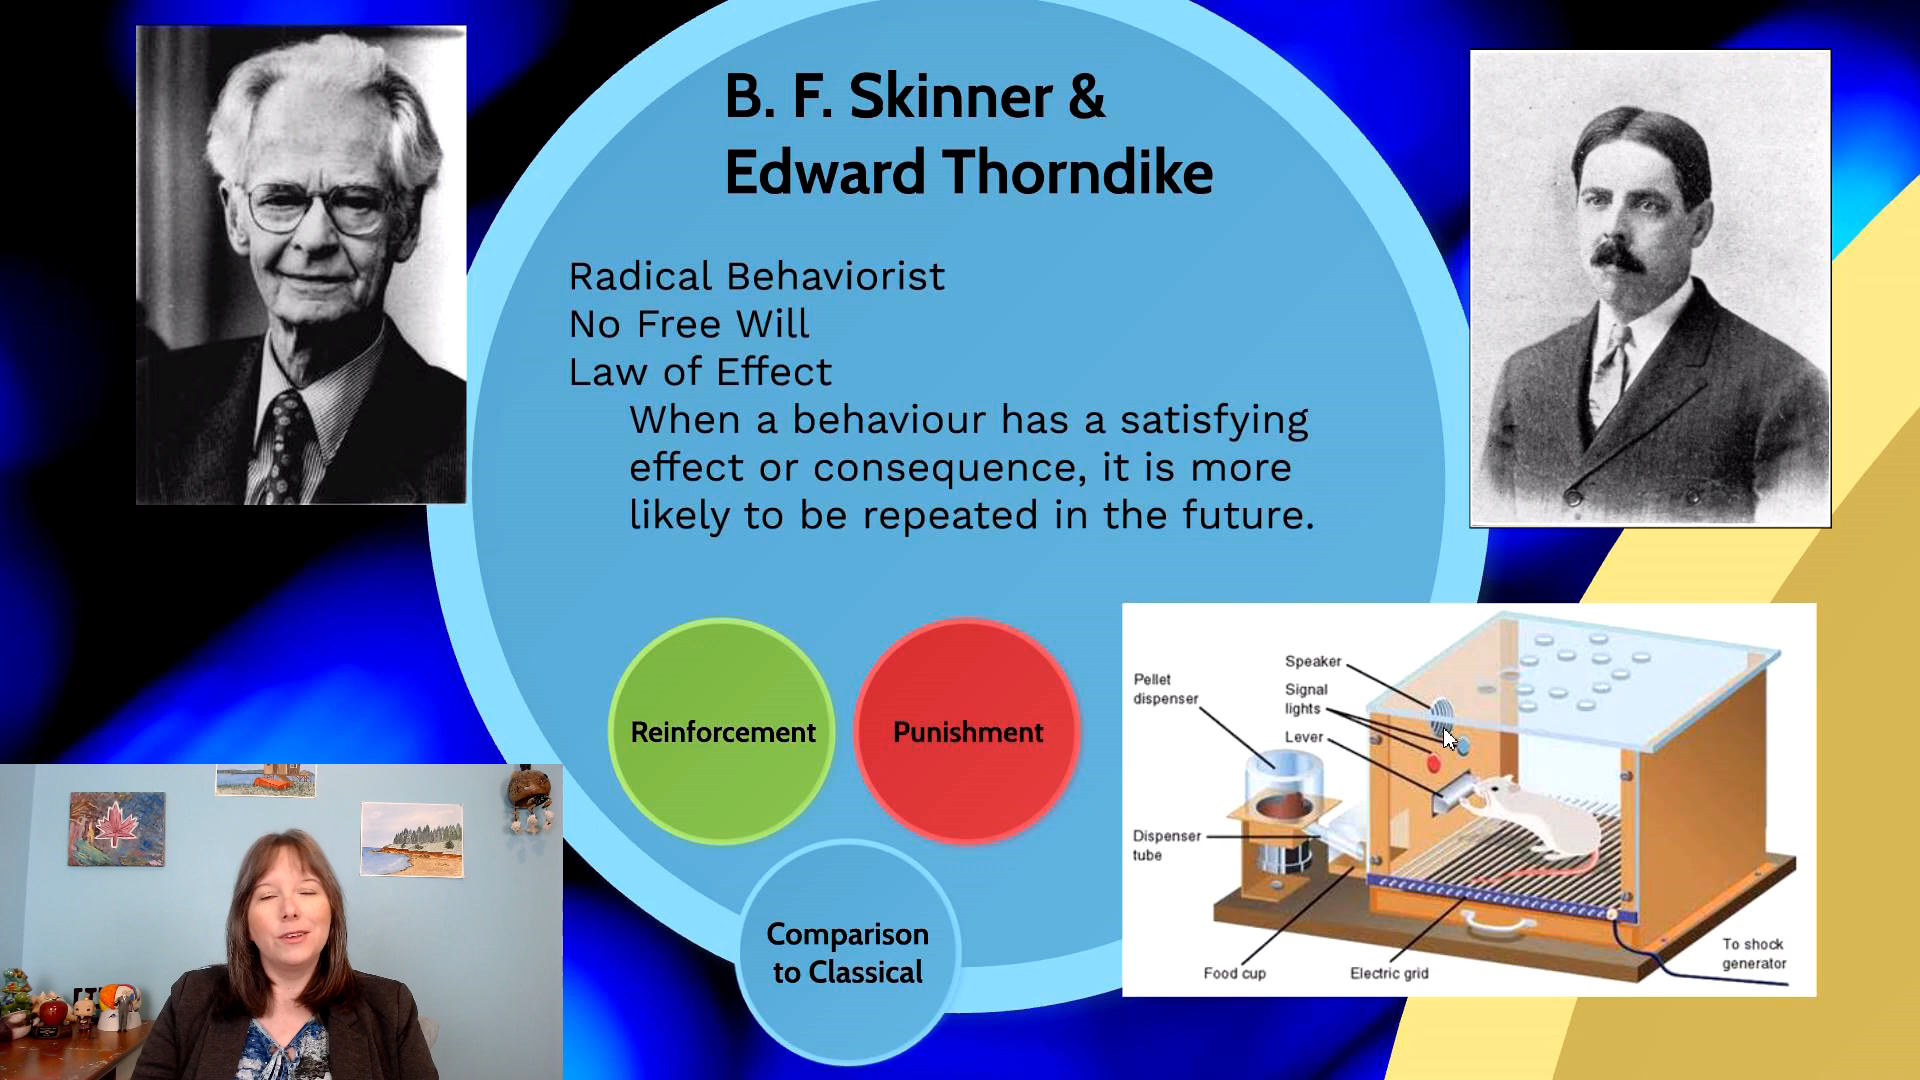 B. F. Skinner &
Edward Thorndike
Radical Behaviorist
No Free Will
Law of Effect
When a behaviour has a satisfying
effect or consequence, it is more
likely to be repeated in the future.
Reinforcement
Punishment
Comparison
to Classical
Speaker
Pellet
dispenser
Signal
lights
Lever
Dispenser
tube
Food cup
Electric grid
To shock
generator